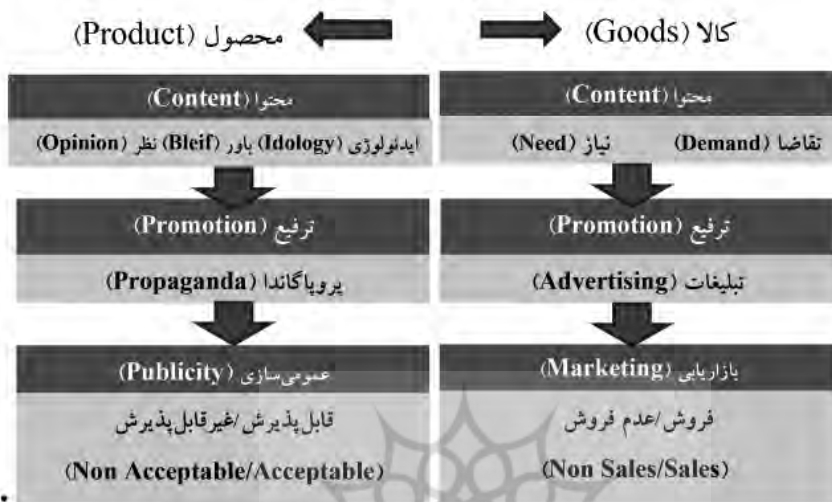 کالا (Goods)
محصول (Product)
محتوا (Content)
تقاضا (Demand) نیاز (Need)
ترفیع (Promotion)
تبلیغات (Advertising)
بازاریابی (Marketing)
فروش/عدم فروش
(Non Sales/Sales)
محتوا (Content)
ایدئولوژی (Idology) باور (Bleif) نظر (Opinion)
ترفیع (Promotion)
پروپاگاندا (Propaganda)
عمومی‌سازی (Publicity)
قابل‌پذیرش/غیرقابل‌پذیرش
(Non Acceptable/Acceptable)